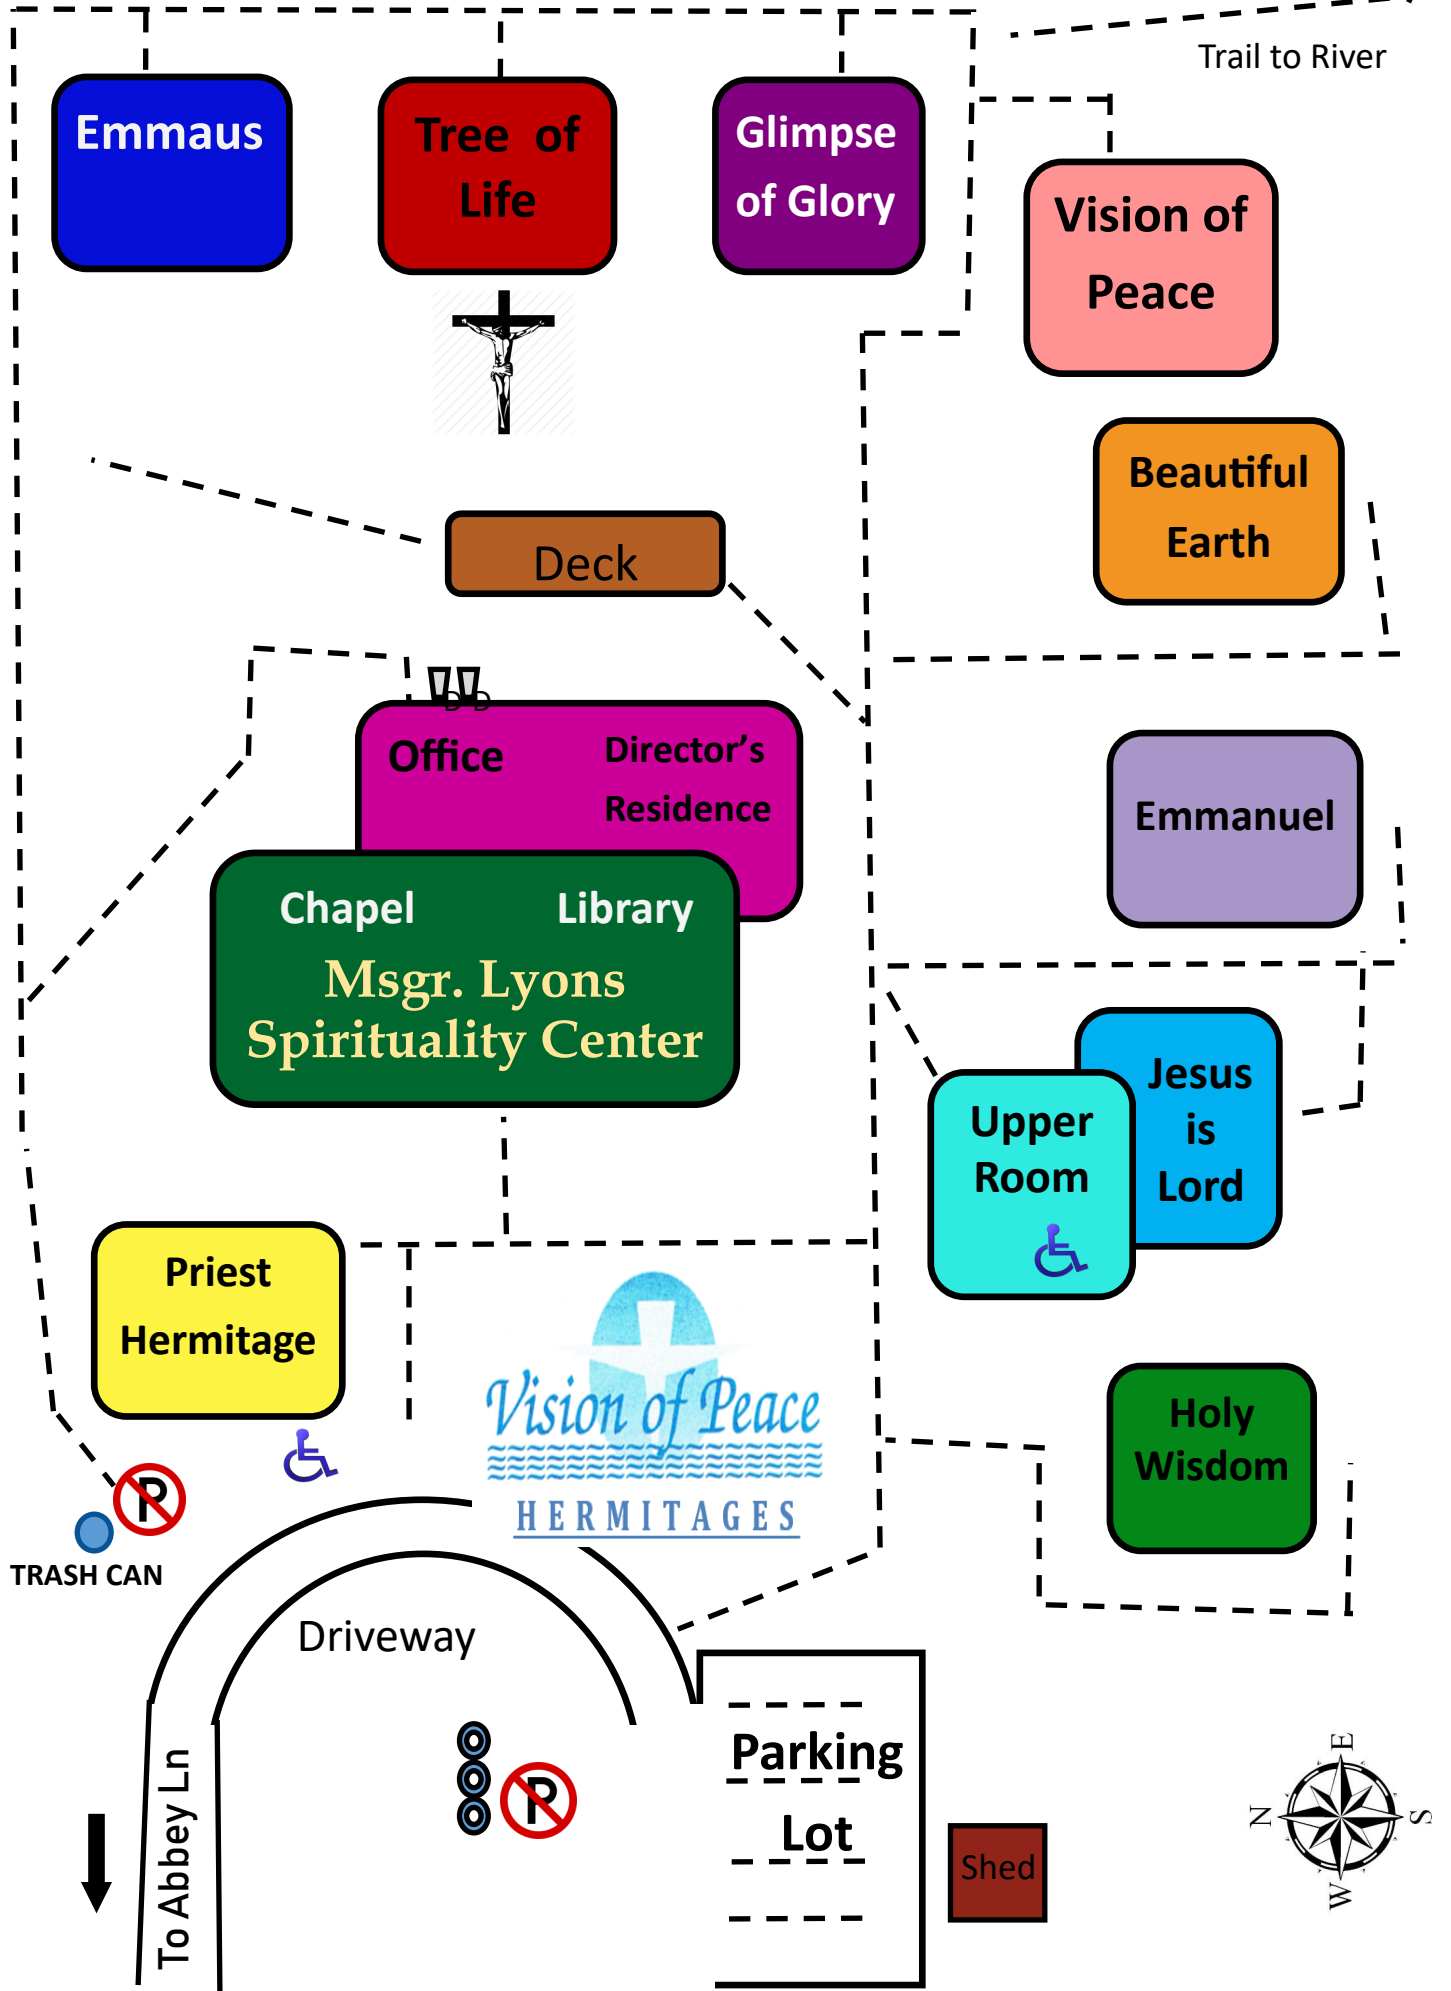 Trail to River
Emmaus
Tree of
Life
Glimpse
of Glory
Vision of
Peace
Beautiful
Earth
Deck
D D
Office
Director's
Residence
Emmanuel
Chapel
Library
Msgr. Lyons
Spirituality Center
Jesus
is
Lord
Upper
Room
Priest
Hermitage
Vision of Peace
HERMITAGES
Holy
Wisdom
P
TRASH CAN
Driveway
To Abbey Ln
P
Parking
Lot
Shed
E
N
S
W